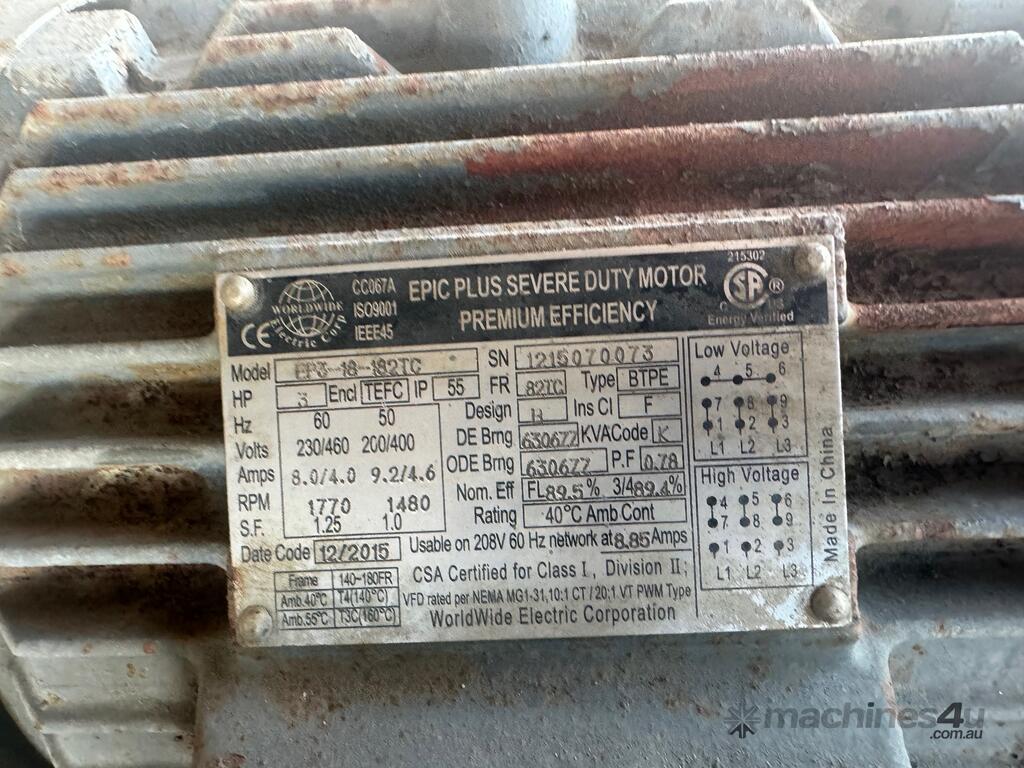 WORLDWIDE
Electric Corp
CE
CC067A
ISO9001
IEEE45
EPIC PLUS SEVERE DUTY MOTOR
PREMIUM EFFICIENCY
215302
SA ®
C US
Energy Verified
Model 18-182TC SN 1215070073
HP 3 Encl TEFC IP 55 FR 82TC Type BTPE
Hz 60 50 Design B Ins Cl F
Volts 230/460 200/400 DE Brng 6306ZZ KVA Code K
Amps 8.0/4.0 9.2/4.6 ODE Brng 6306ZZ P.F 0.78
RPM 1770 1480 Nom. Eff FL89.5% 3/489.4%
S.F. 1.25 1.0 Rating 40°C Amb Cont
Date Code 12/2015 Usable on 208V 60 Hz network at 8.85 Amps
Frame 140~180FR
Amb.40°C T4(140°C)
Amb.55°C T3C(160°C)
CSA Certified for Class I, Division II;
VFD rated per NEMA MG1-31,10:1 CT / 20:1 VT PWM Type
WorldWide Electric Corporation
Low Voltage
4 5 6
7 8 9
1 2 3
L1 L2 L3
High Voltage
4 5 6
7 8 9
1 2 3
L1 L2 L3
Made In China
machines4u
.com.au